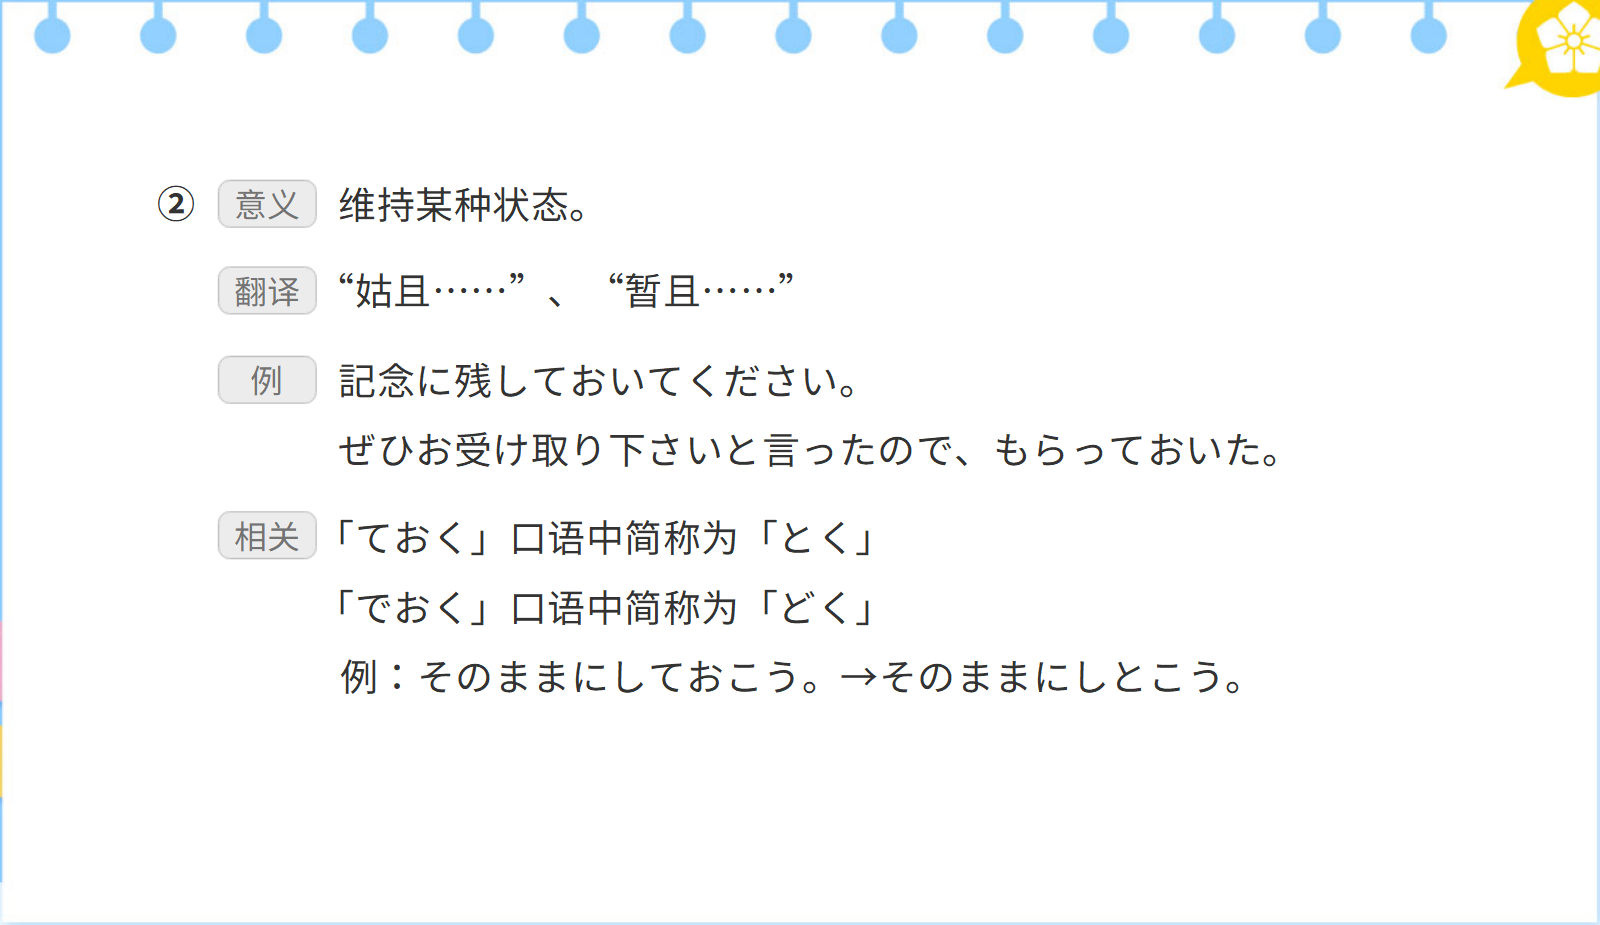 ② 意义 维持某种状态。
翻译 “姑且……”、“暂且……”
例 記念に残しておいてください。
ぜひお受け取り下さいと言ったので、もらっておいた。
相关 「ておく」口语中简称为「とく」
「でおく」口语中简称为「どく」
例：そのままにしておこう。→そのままにしとこう。